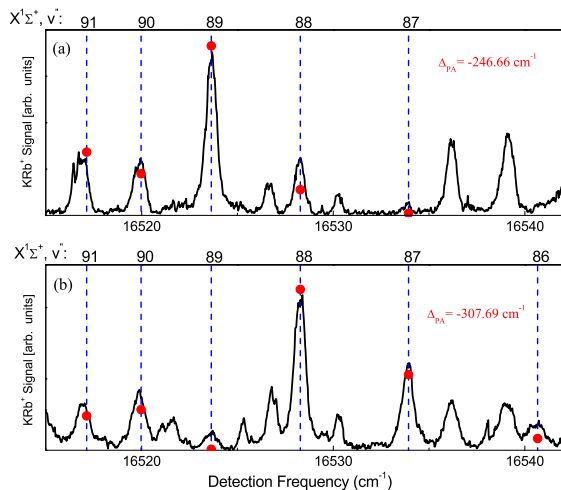 X¹Σ⁺, v": 91 90 89 88 87
(a)
Δ_PA = -246.66 cm⁻¹
KRb⁺ Signal [arb. units]
16520 16530 16540
X¹Σ⁺, v": 91 90 89 88 87 86
(b)
Δ_PA = -307.69 cm⁻¹
KRb⁺ Signal [arb. units]
16520 16530 16540
Detection Frequency (cm⁻¹)